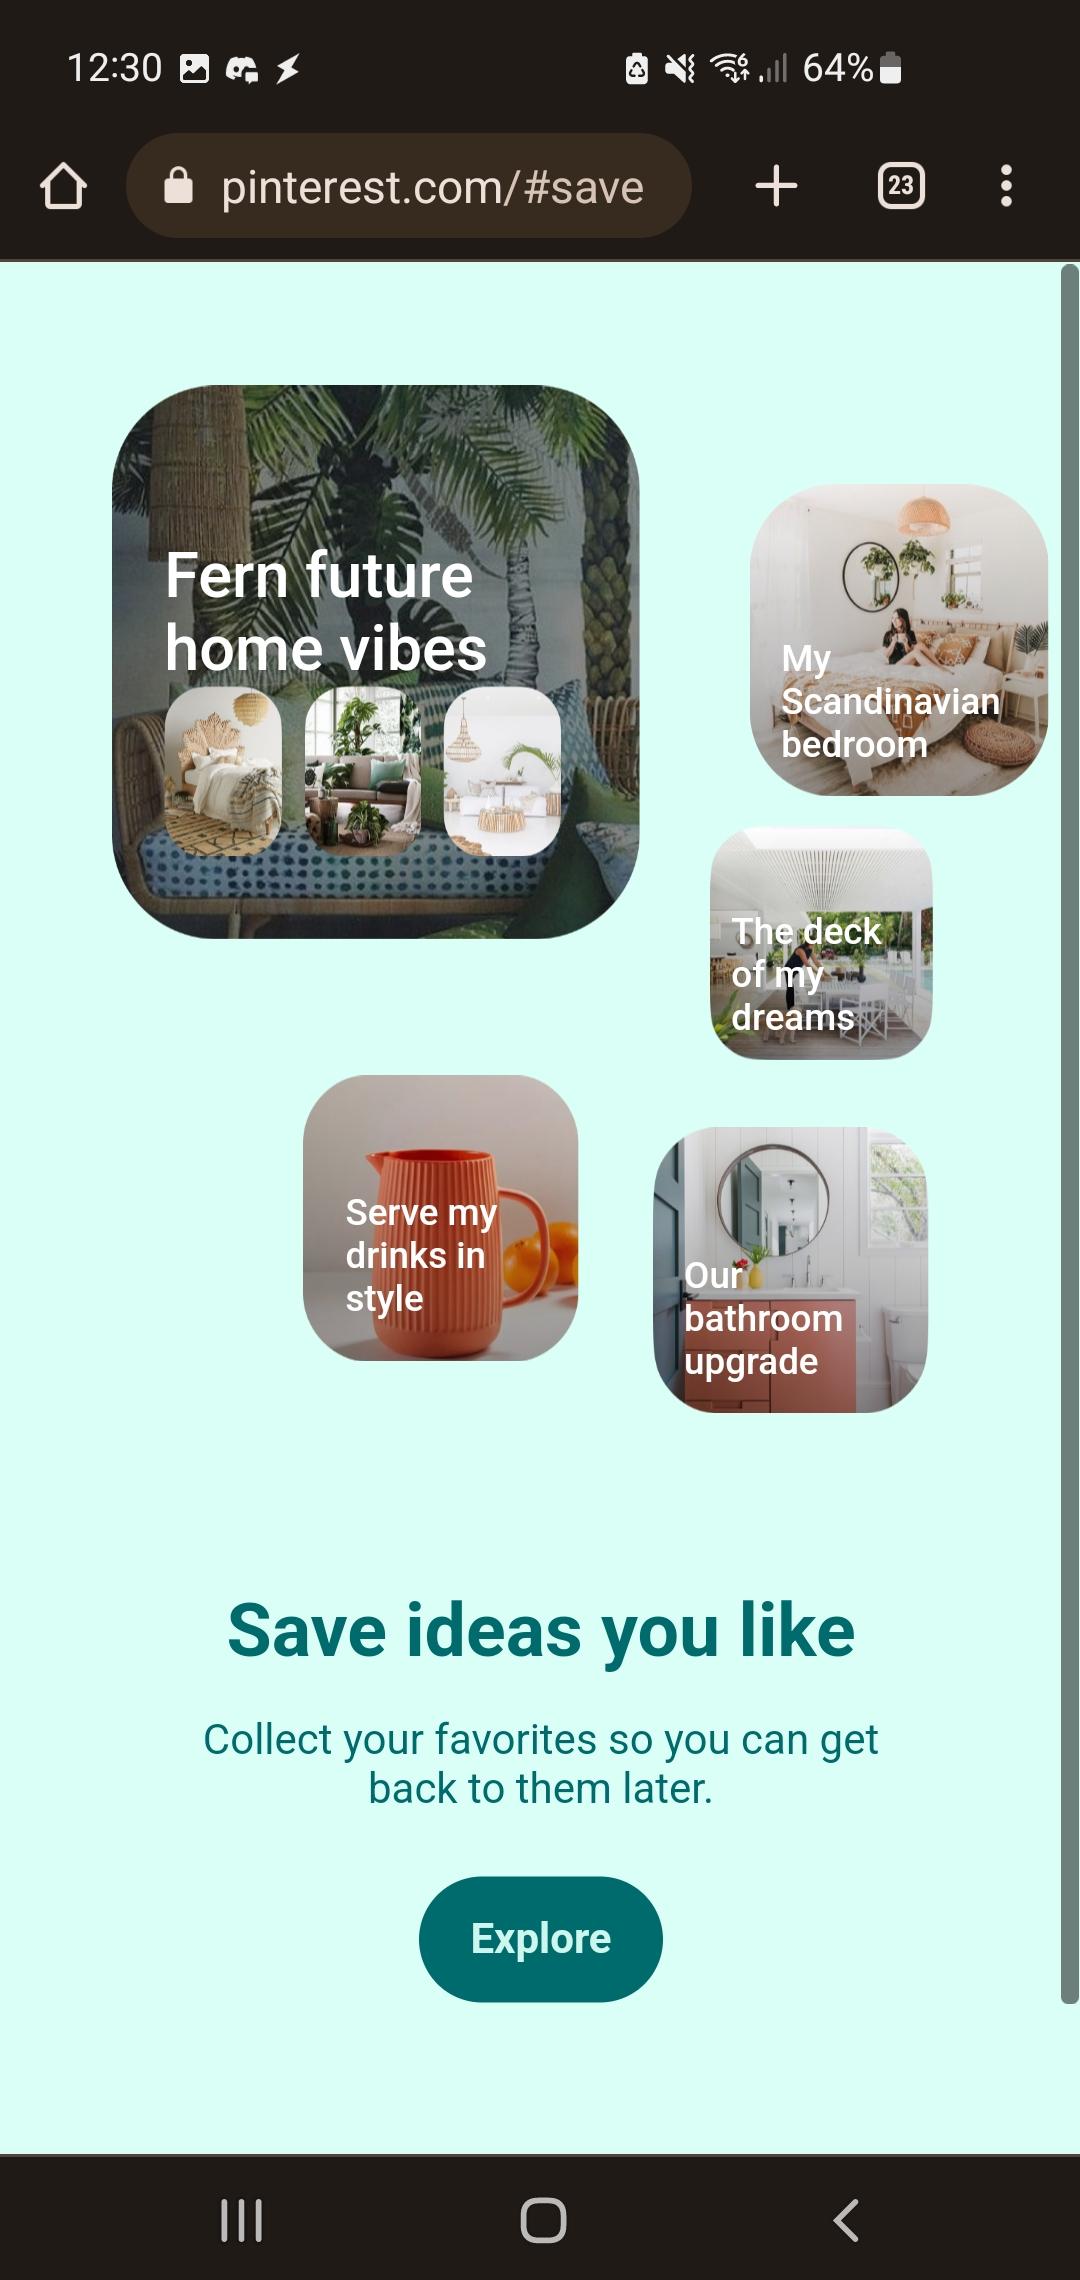 12:30
64%
pinterest.com/#save
23
Fern future
home vibes
My
Scandinavian
bedroom
The deck
of my
dreams
Serve my
drinks in
style
Our
bathroom
upgrade
Save ideas you like
Collect your favorites so you can get
back to them later.
Explore